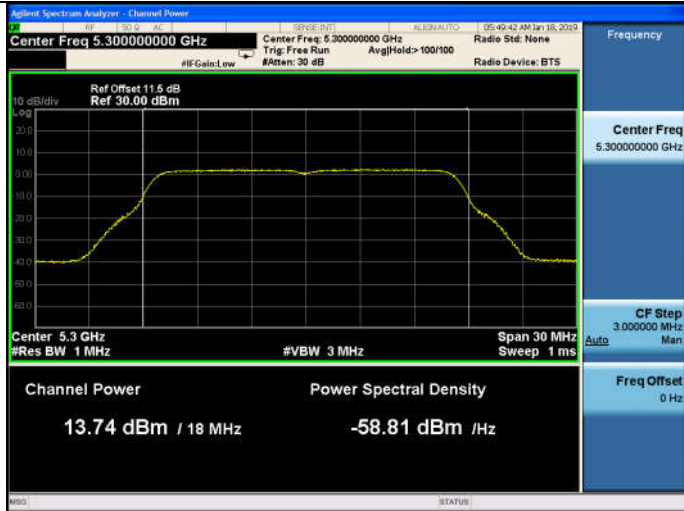 Agilent Spectrum Analyzer - Channel Power
RF 50 Ω AC SENSE:INT ALIGN AUTO 05:49:42 AM Jan 18, 2019
Center Freq 5.300000000 GHz
Center Freq: 5.300000000 GHz
Radio Std: None
Trig: Free Run Avg|Hold:> 100/100
#IFGain:Low
#Atten: 30 dB
Radio Device: BTS
Frequency
Ref Offset 11.5 dB
10 dB/div Ref 30.00 dBm
Log
20.0
10.0
0.00
-10.0
-20.0
-30.0
-40.0
-50.0
-60.0
Center Freq
5.300000000 GHz
Center 5.3 GHz
Span 30 MHz
#Res BW 1 MHz
#VBW 3 MHz
Sweep 1 ms
CF Step
3.000000 MHz
Auto Man
Channel Power
Power Spectral Density
13.74 dBm / 18 MHz
-58.81 dBm /Hz
Freq Offset
0 Hz
MSG
STATUS